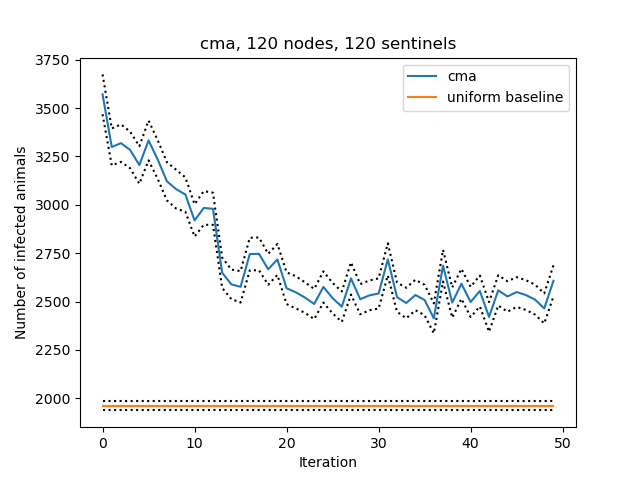 cma, 120 nodes, 120 sentinels
cma
uniform baseline
Number of infected animals
3750
3500
3250
3000
2750
2500
2250
2000
0 10 20 30 40 50
Iteration